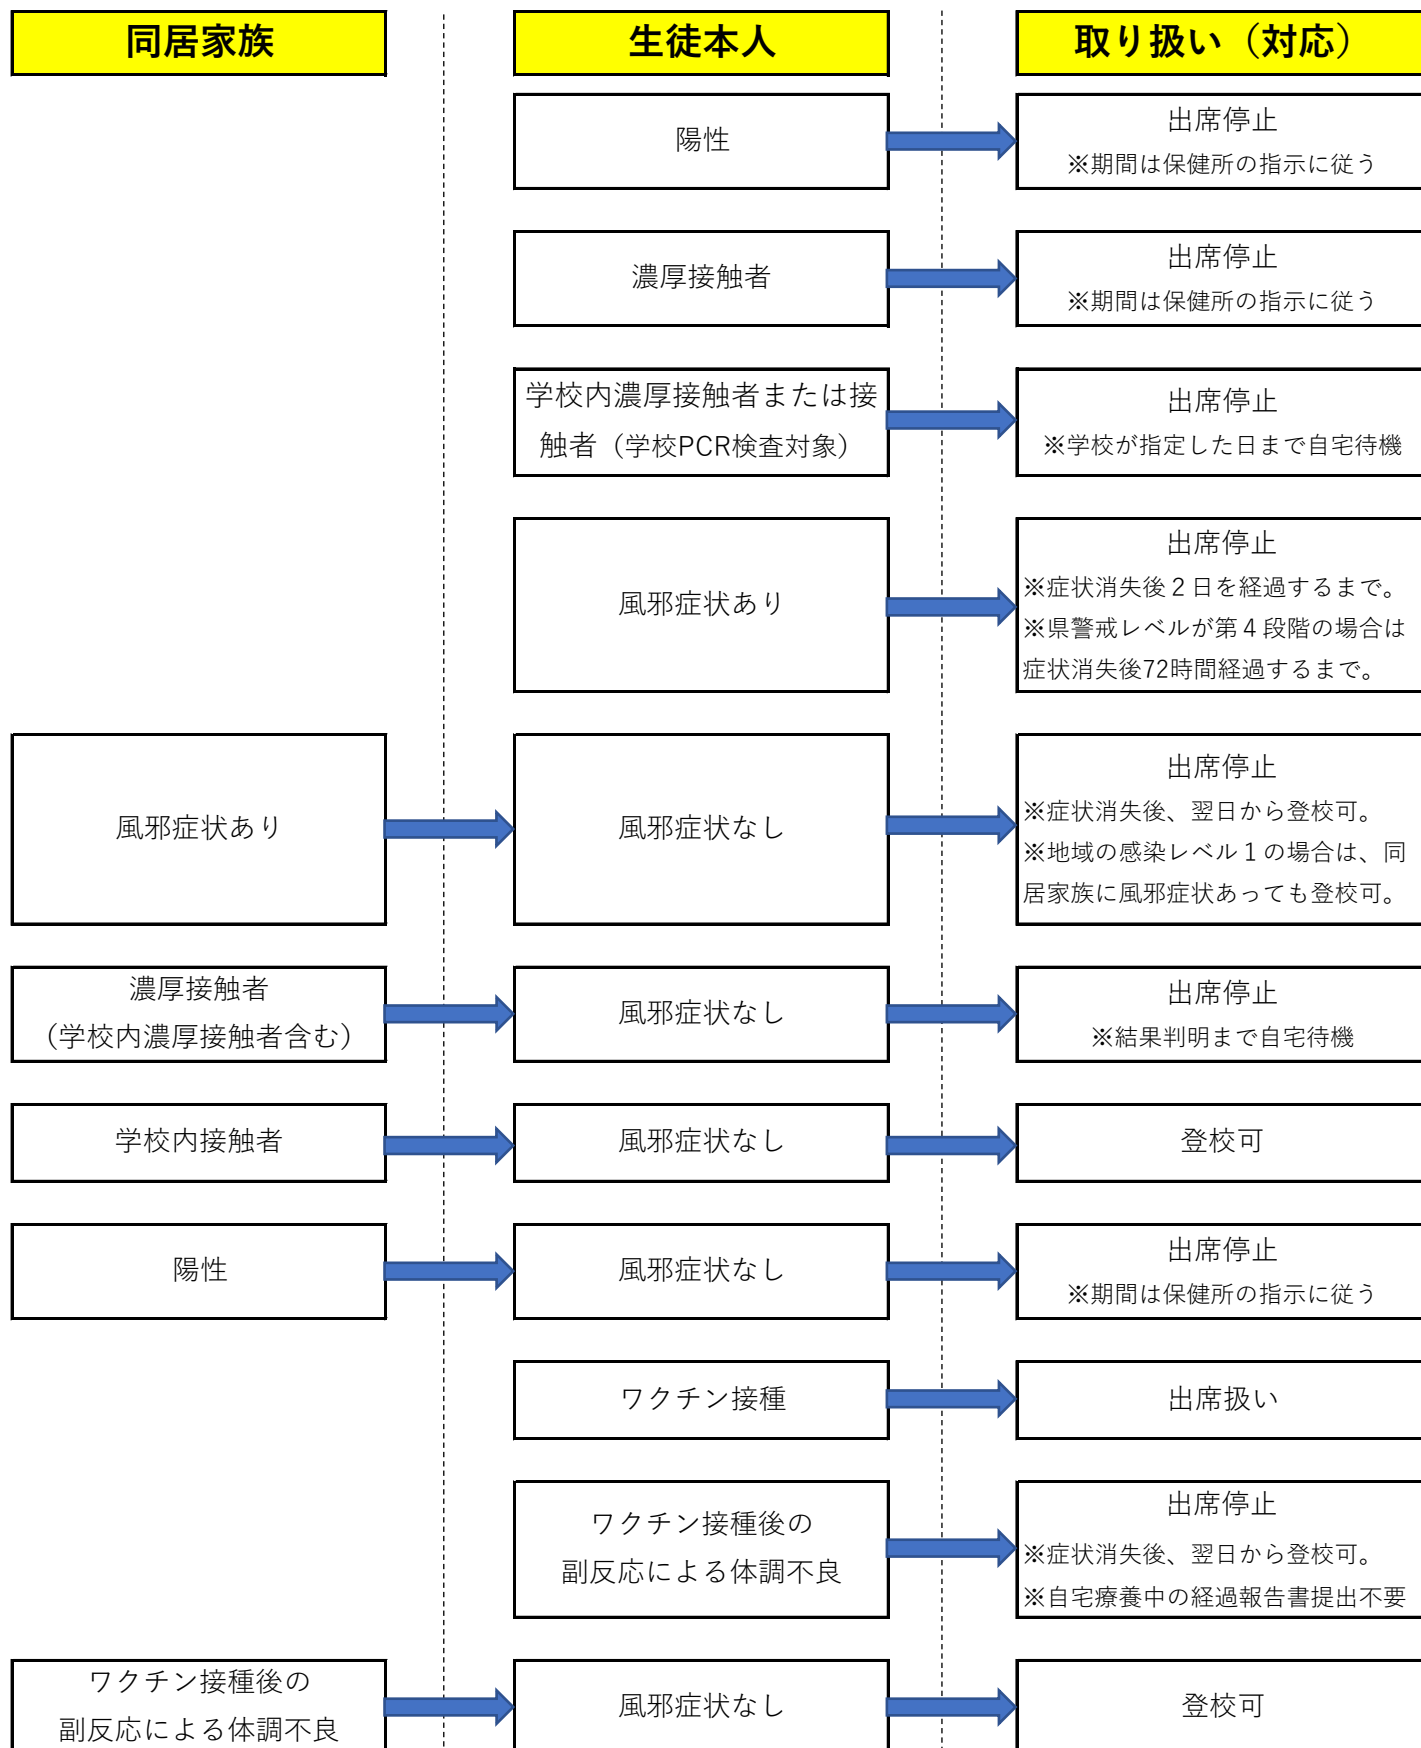 同居家族
生徒本人
取り扱い（対応）
陽性
出席停止
※期間は保健所の指示に従う
濃厚接触者
出席停止
※期間は保健所の指示に従う
学校内濃厚接触者または接
触者（学校PCR検査対象）
出席停止
※学校が指定した日まで自宅待機
風邪症状あり
出席停止
※症状消失後２日を経過するまで。
※県警戒レベルが第４段階の場合は
症状消失後72時間経過するまで。
風邪症状あり
風邪症状なし
出席停止
※症状消失後、翌日から登校可。
※地域の感染レベル１の場合は、同
居家族に風邪症状あっても登校可。
濃厚接触者
（学校内濃厚接触者含む）
風邪症状なし
出席停止
※結果判明まで自宅待機
学校内接触者
風邪症状なし
登校可
陽性
風邪症状なし
出席停止
※期間は保健所の指示に従う
ワクチン接種
出席扱い
ワクチン接種後の
副反応による体調不良
出席停止
※症状消失後、翌日から登校可。
※自宅療養中の経過報告書提出不要
ワクチン接種後の
副反応による体調不良
風邪症状なし
登校可